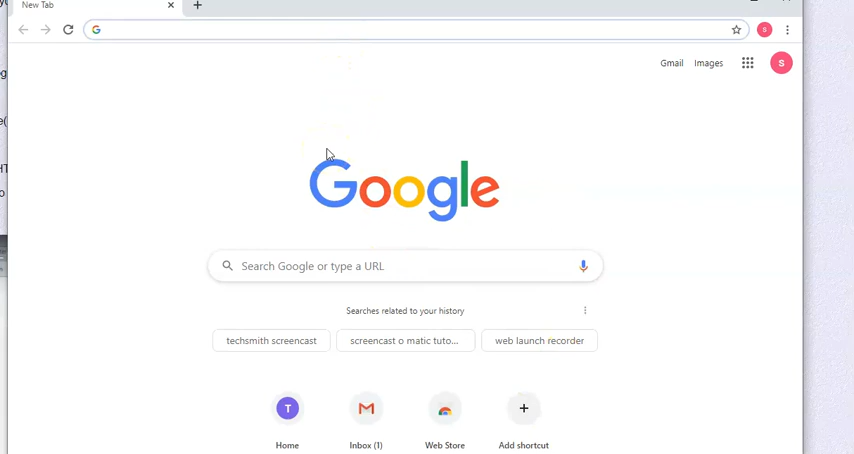 New Tab
G
S
Gmail Images
S
Google
Search Google or type a URL
Searches related to your history
techsmith screencast
screencast o matic tuto...
web launch recorder
T
Home Inbox (1) Web Store Add shortcut